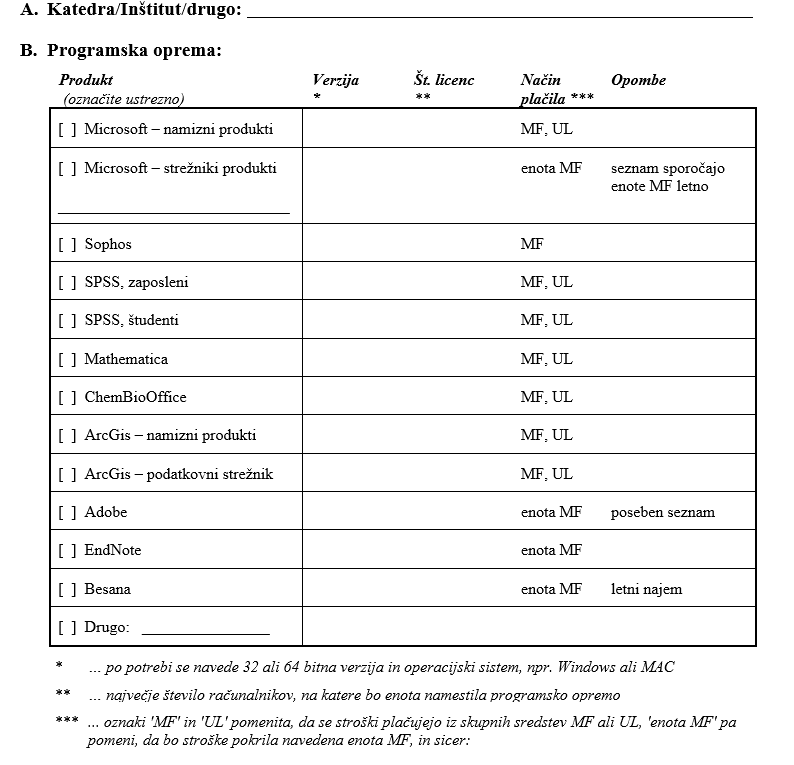 A. Katedra/Inštitut/drugo: ______________________________
B. Programska oprema:
Produkt Verzija Št. licenc Način Opombe
(označite ustrezno) * ** plačila ***
[ ] Microsoft – namizni produkti MF, UL
[ ] Microsoft – strežniki produkti enota MF seznam sporočajo
enote MF letno
______________________________
[ ] Sophos MF
[ ] SPSS, zaposleni MF, UL
[ ] SPSS, študenti MF, UL
[ ] Mathematica MF, UL
[ ] ChemBioOffice MF, UL
[ ] ArcGis – namizni produkti MF, UL
[ ] ArcGis – podatkovni strežnik MF, UL
[ ] Adobe enota MF poseben seznam
[ ] EndNote enota MF
[ ] Besana enota MF letni najem
[ ] Drugo: ________________
* ... po potrebi se navede 32 ali 64 bitna verzija in operacijski sistem, npr. Windows ali MAC
** ... največje število računalnikov, na katere bo enota namestila programsko opremo
*** ... oznaki 'MF' in 'UL' pomenita, da se stroški plačujejo iz skupnih sredstev MF ali UL, 'enota MF' pa
pomeni, da bo stroške pokrila navedena enota MF, in sicer: